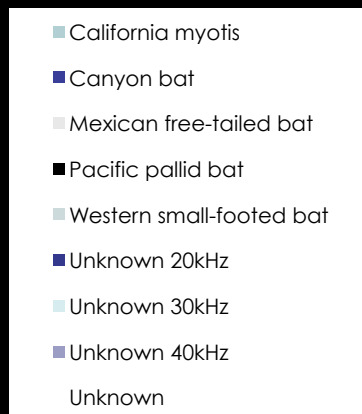 California myotis
Canyon bat
Mexican free-tailed bat
Pacific pallid bat
Western small-footed bat
Unknown 20kHz
Unknown 30kHz
Unknown 40kHz
Unknown